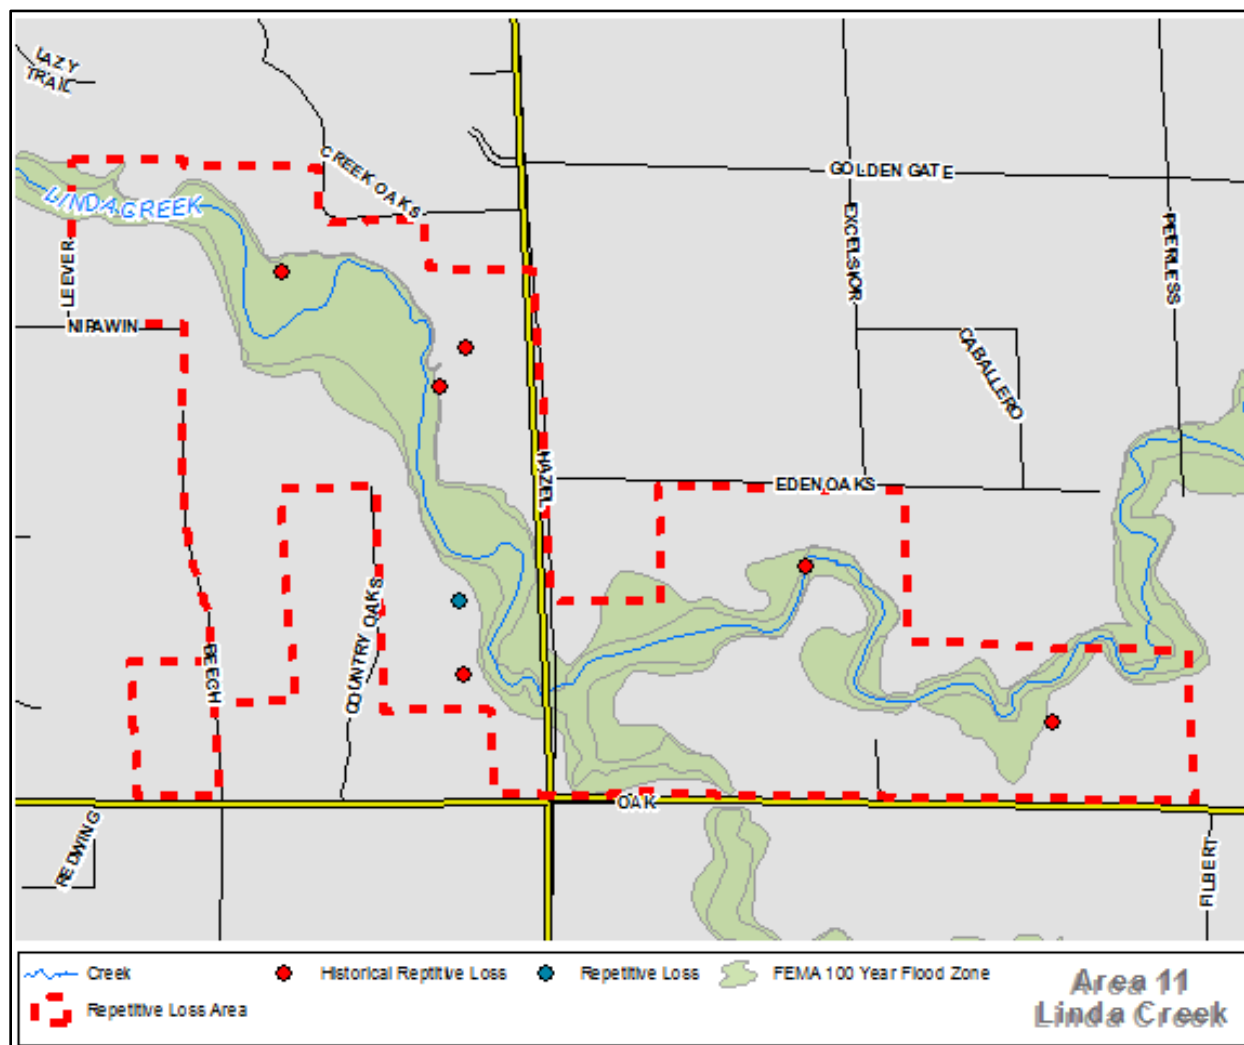 LAZY
TRAIL
CREEK OAKS
GOLDEN GATE
LINDA CREEK
EXCELSIOR
PEERLESS
LEEVER
NIPAWIN
CABALLERO
HAZEL
EDEN OAKS
COUNTRY OAKS
BEECH
OAK
REDWING
FILBERT
Creek
Historical Reptitive Loss
Repetitive Loss
FEMA 100 Year Flood Zone
Repetitive Loss Area
Area 11
Linda Creek